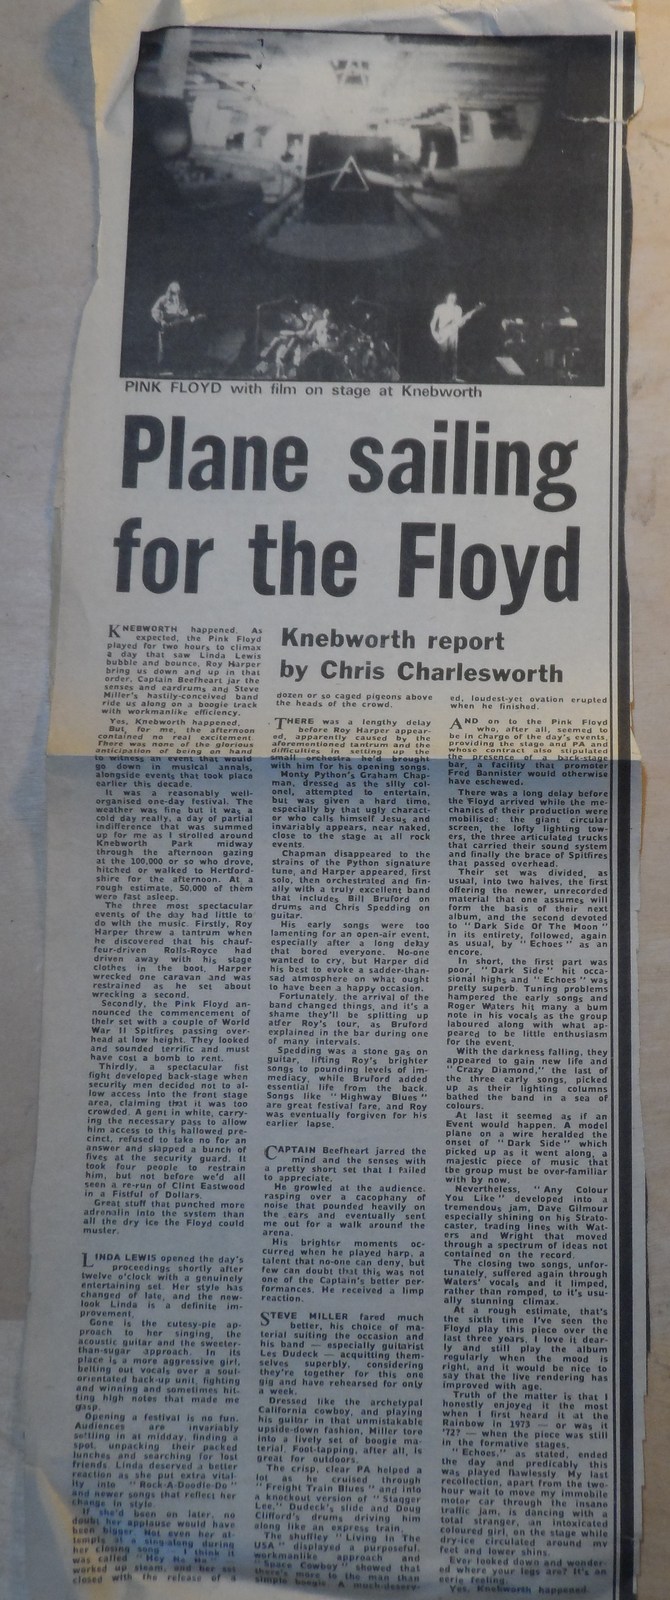 PINK FLOYD with film on stage at Knebworth
Plane sailing
for the Floyd
Knebworth report
by Chris Charlesworth
KNEBWORTH happened. As
expected, the Pink Floyd
played for two hours to climax
a day that saw Linda Lewis
bubble and bounce, Roy Harper
bring us down and up in that
order, Captain Beefheart jar the
senses and eardrums and Steve
Miller's hastily-conceived band
ride us along on a boogie track
with workmanlike efficiency.
Yes, Knebworth happened.
But, for me, the afternoon
contained no real excitement
There was none of the glorious
anticipation of being on hand
to witness an event that would
go down in musical annals,
alongside events that took place
earlier this decade.
It was a reasonably well-
organised one-day festival. The
weather was fine but it was a
cold day really, a day of partial
indifference that was summed
up for me as I strolled around
Knebworth Park midway
through the afternoon gazing
at the 100,000 or so who drove,
hitched or walked to Hertford-
shire for the afternoon. At a
rough estimate, 50,000 of them
were fast asleep.
The three most spectacular
events of the day had little to
do with the music. Firstly, Roy
Harper threw a tantrum when
he discovered that his chauf-
feur-driven Rolls-Royce had
driven away with his stage
clothes in the boot. Harper
wrecked one caravan and was
restrained as he set about
wrecking a second.
Secondly, the Pink Floyd an-
nounced the commencement of
their set with a couple of World
War II Spitfires passing over-
head at low height. They looked
and sounded terrific and must
have cost a bomb to rent.
Thirdly, a spectacular fist
fight developed back-stage when
security men decided not to al-
low access into the front stage
area, claiming that it was too
crowded. A gent in white, carry-
ing the necessary pass to allow
him access to this hallowed pre-
cinct, refused to take no for an
answer and slapped a bunch of
fives at the security guard. It
took four people to restrain
him, but not before we'd all
seen a re-run of Clint Eastwood
in a Fistful of Dollars.
Great stuff that punched more
adrenalin into the system than
all the dry ice the Floyd could
muster.
LINDA LEWIS opened the day's
proceedings shortly after
twelve o'clock with a genuinely
entertaining set. Her style has
changed of late, and the new-
look Linda is a definite im-
provement.
Gone is the cutesy-pie ap-
proach to her singing, the
acoustic guitar and the sweeter-
than-sugar approach. In its
place is a more aggressive girl,
belting out vocals over a soul-
orientated back-up unit, fighting
and winning and sometimes hit-
ting high notes that made me
gasp.
Opening a festival is no fun.
Audiences are invariably
settling in at midday, finding a
spot, unpacking their packed
lunches and searching for lost
friends. Linda deserved a better
reaction as she put extra vital-
ity into " Rock-A-Doodle-Do "
and newer songs that reflect her
change in style.
If she'd been on later, no
doubt her applause would have
been bigger. Not even her at-
tempts at a sing-along during
her closing song — I think it
was called
worked up steam, and her set
closed with the release of a
dozen or so caged pigeons above
the heads of the crowd.
THERE was a lengthy delay
before Roy Harper appear-
ed, apparently caused by the
aforementioned tantrum and the
difficulties in setting up the
small orchestra he'd brought
with him for his opening songs.
Monty Python's Graham Chap-
man, dressed as the silly col-
onel, attempted to entertain,
but was given a hard time,
especially by that ugly charact-
er who calls himself Jesus and
invariably appears, near naked,
close to the stage at all rock
events.
Chapman disappeared to the
strains of the Python signature
tune, and Harper appeared, first
solo, then orchestrated and fin-
ally with a truly excellent band
that includes Bill Bruford on
drums and Chris Spedding on
guitar.
His early songs were too
lamenting for an open-air event,
especially after a long delay
that bored everyone. No-one
wanted to cry, but Harper did
his best to evoke a sadder-than-
sad atmosphere on what ought
to have been a happy occasion.
Fortunately, the arrival of the
band changed things, and it's a
shame they'll be splitting up
atfer Roy's tour, as Bruford
explained in the bar during one
of many intervals.
Spedding was a stone gas on
guitar, lifting Roy's brighter
songs to pounding levels of im-
mediacy, while Bruford added
essential life from the back.
Songs like " Highway Blues "
are great festival fare, and Roy
was eventually forgiven for his
earlier lapse.
CAPTAIN Beefheart jarred the
mind and the senses with
a pretty short set that I failed
to appreciate.
He growled at the audience,
rasping over a cacophany of
noise that pounded heavily on
the ears and eventually sent
me out for a walk around the
arena.
His brighter moments oc-
curred when he played harp, a
talent that no-one can deny, but
few can doubt that this was not
one of the Captain's better per-
formances. He received a limp
reaction.
STEVE MILLER fared much
better, his choice of ma-
terial suiting the occasion and
his band — especially guitarist
Les Dudeck — acquitting them-
selves superbly, considering
they're together for this one
gig and have rehearsed for only
a week.
Dressed like the archetypal
California cowboy, and playing
his guitar in that unmistakable
upside-down fashion, Miller tore
into a lively set of boogie ma-
terial. Foot-tapping, after all, is
great for outdoors.
The crisp, clear PA helped a
lot as he cruised through
" Freight Train Blues " and into
a knockout version of " Stagger
Lee," Dudeck's slide and Doug
Clifford's drums driving him
along like an express train.
The shuffley " Living In The
USA " displayed a purposeful,
workmanlike approach and
" Space Cowboy " showed that
there's more to the man than
simple boogie. A much-deserv-
ed, loudest-yet ovation erupted
when he finished.
AND on to the Pink Floyd
who, after all, seemed to
be in charge of the day's events,
providing the stage and PA and
whose contract also stipulated
the presence of a back-stage
bar, a facility that promoter
Fred Bannister would otherwise
have eschewed.
There was a long delay before
the Floyd arrived while the me-
chanics of their production were
mobilised: the giant circular
screen, the lofty lighting tow-
ers, the three articulated trucks
that carried their sound system
and finally the brace of Spitfires
that passed overhead.
Their set was divided, as
usual, into two halves, the first
offering the newer, unrecorded
material that one assumes will
form the basis of their next
album, and the second devoted
to " Dark Side Of The Moon "
in its entirety, followed, again
as usual, by " Echoes " as an
encore.
In short, the first part was
poor, " Dark Side " hit occa-
sional highs and " Echoes " was
pretty superb. Tuning problems
hampered the early songs and
Roger Waters hit many a bum
note in his vocals as the group
laboured along with what ap-
peared to be little enthusiasm
for the event.
With the darkness falling, they
appeared to gain new life and
" Crazy Diamond," the last of
the three early songs, picked
up as their lighting columns
bathed the band in a sea of
colours.
At last it seemed as if an
Event would happen. A model
plane on a wire heralded the
onset of " Dark Side " which
picked up as it went along, a
majestic piece of music that
the group must be over-familiar
with by now.
Nevertheless, " Any Colour
You Like " developed into a
tremendous jam, Dave Gilmour
especially shining on his Strato-
caster, trading lines with Wat-
ers and Wright that moved
through a spectrum of ideas not
contained on the record.
The closing two songs, unfor-
tunately, suffered again through
Waters' vocals and it limped,
rather than romped, to it's usu-
ally stunning climax.
At a rough estimate, that's
the sixth time I've seen the
Floyd play this piece over the
last three years. I love it dear-
ly and still play the album
regularly when the mood is
right, and it would be nice to
say that the live rendering has
improved with age.
Truth of the matter is that I
honestly enjoyed it the most
when I first heard it at the
Rainbow in 1973 — or was it
'72? — when the piece was still
in the formative stages.
" Echoes," as stated, ended
the day and predictably this
was played flawlessly My last
recollection, apart from the two-
hour wait to move my immobile
motor car through the insane
traffic jam, is dancing with a
total stranger, an intoxicated
coloured girl, on the stage while
dry-ice circulated around my
feet and lower shins.
Ever looked down and wonder-
ed where your legs are? It's an
eerie feeling.
Yes, Knebworth happened.